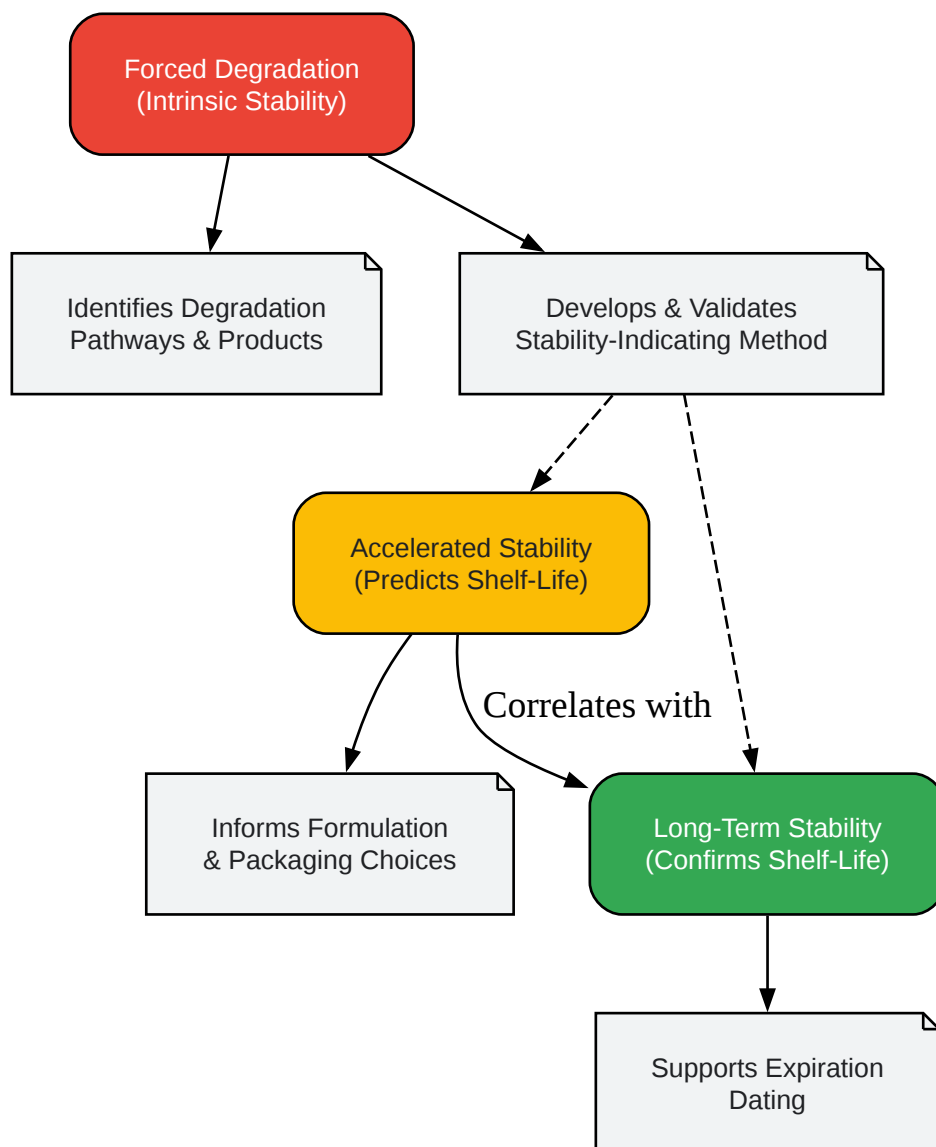 Forced Degradation
(Intrinsic Stability)
Identifies Degradation
Pathways & Products
Develops & Validates
Stability-Indicating Method
Accelerated Stability
(Predicts Shelf-Life)
Correlates with
Informs Formulation
& Packaging Choices
Long-Term Stability
(Confirms Shelf-Life)
Supports Expiration
Dating